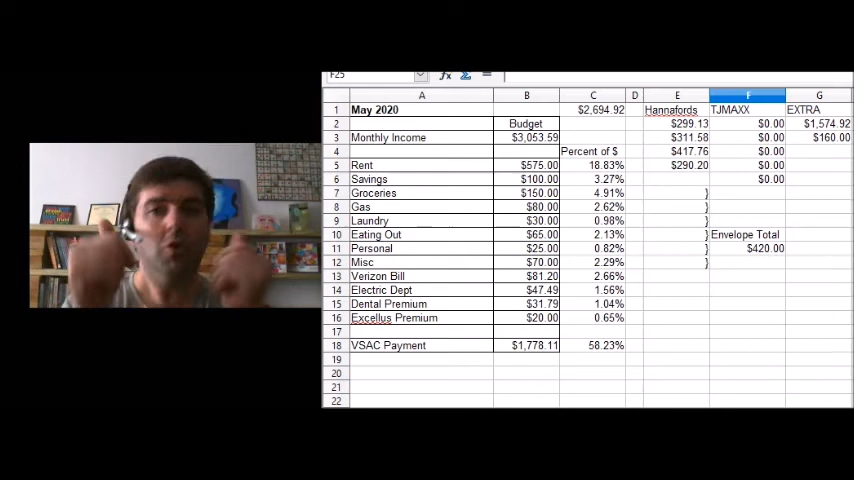 F25
A B C D E F G
1 May 2020 $2,694.92 Hannafords TJMAXX EXTRA
2 Budget $299.13 $0.00 $1,574.92
3 Monthly Income $3,053.59 $311.58 $0.00 $160.00
4 Percent of $ $417.76 $0.00
5 Rent $575.00 18.83% $290.20 $0.00
6 Savings $100.00 3.27% $0.00
7 Groceries $150.00 4.91% }
8 Gas $80.00 2.62% }
9 Laundry $30.00 0.98% }
10 Eating Out $65.00 2.13% } Envelope Total
11 Personal $25.00 0.82% } $420.00
12 Misc $70.00 2.29% }
13 Verizon Bill $81.20 2.66%
14 Electric Dept $47.49 1.56%
15 Dental Premium $31.79 1.04%
16 Excellus Premium $20.00 0.65%
17
18 VSAC Payment $1,778.11 58.23%
19
20
21
22